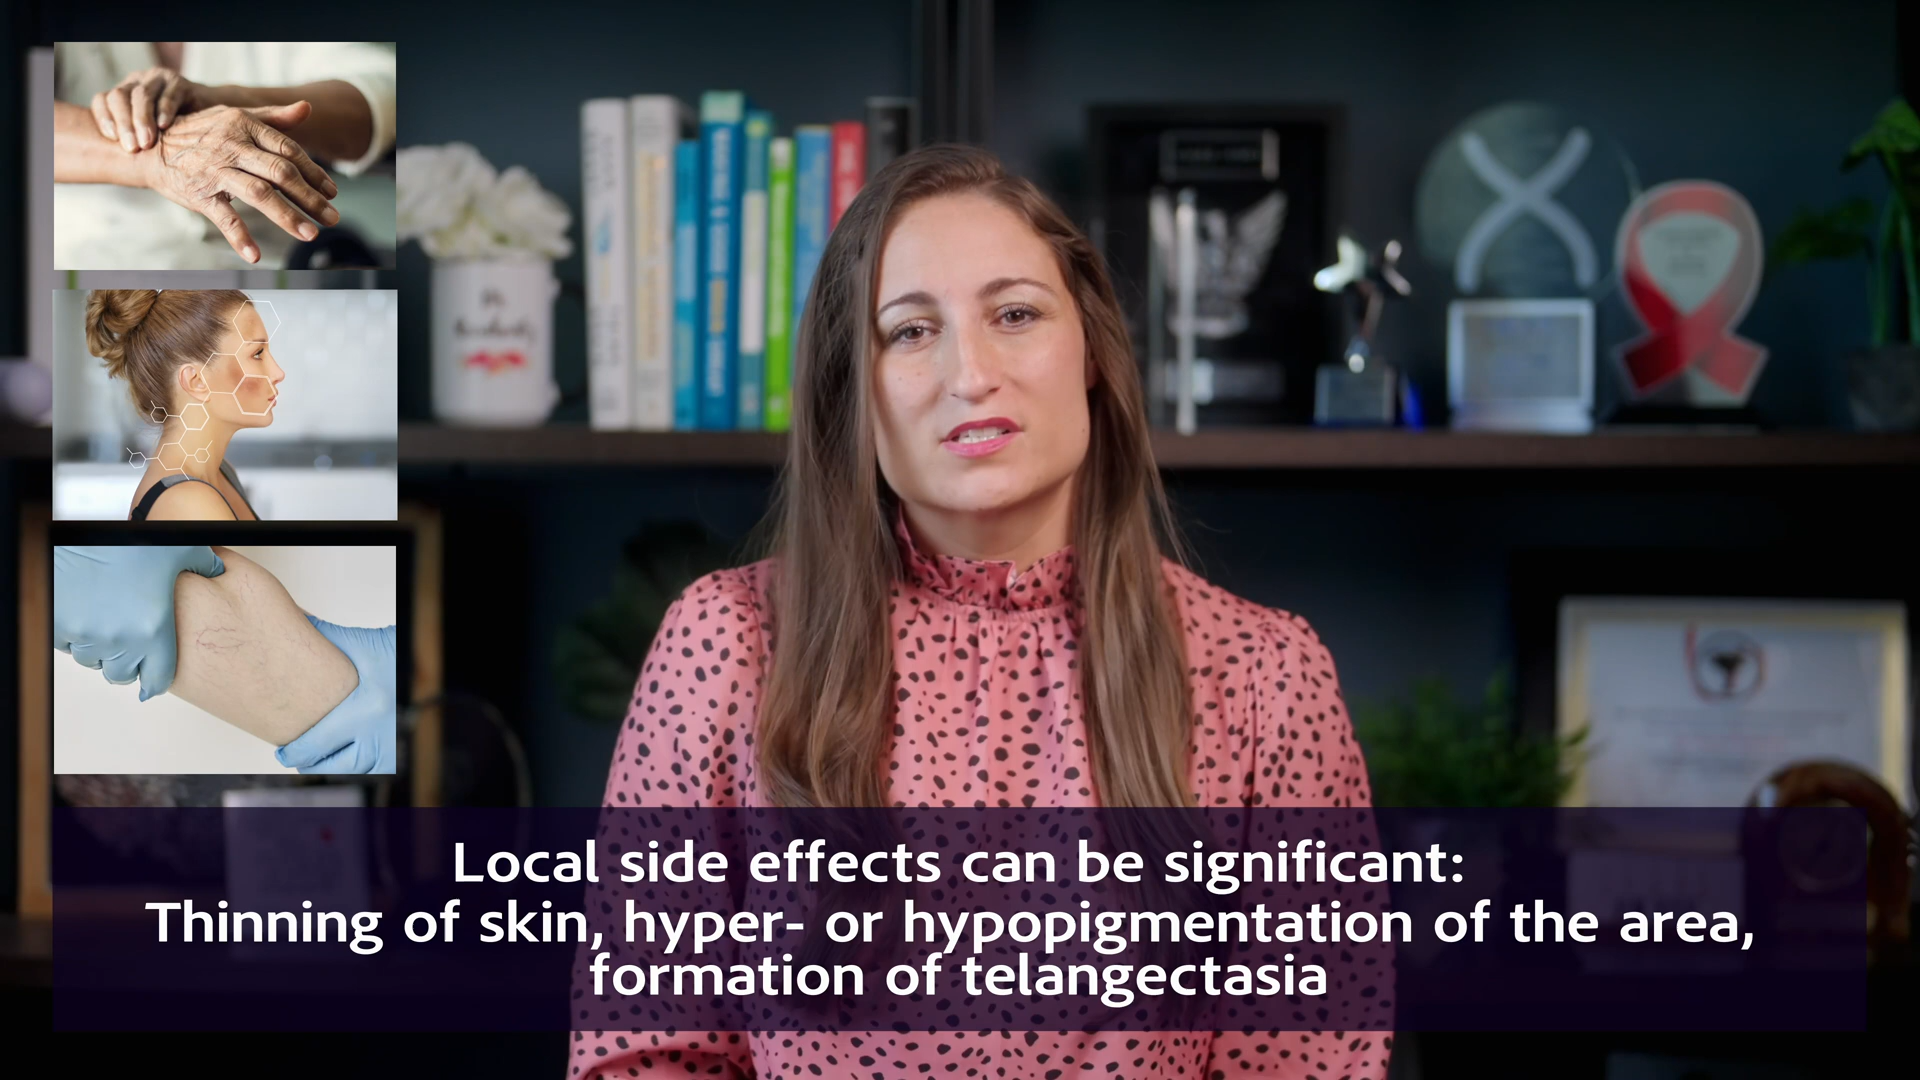 Local side effects can be significant:
Thinning of skin, hyper- or hypopigmentation of the area,
formation of telangectasia